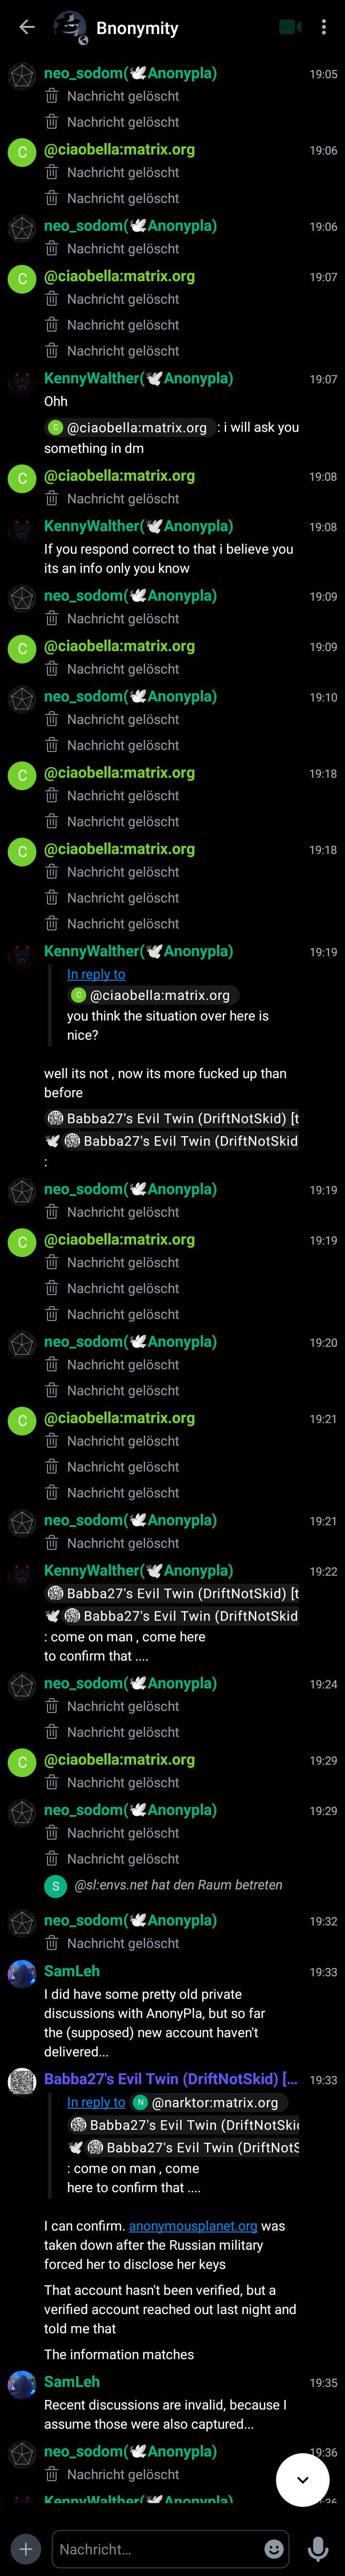 Bnonymity
neo_sodom(🕊Anonypla) 19:05
Nachricht gelöscht
Nachricht gelöscht
C @ciaobella:matrix.org 19:06
Nachricht gelöscht
Nachricht gelöscht
neo_sodom(🕊Anonypla) 19:06
Nachricht gelöscht
C @ciaobella:matrix.org 19:07
Nachricht gelöscht
Nachricht gelöscht
Nachricht gelöscht
KennyWalther(🕊Anonypla) 19:07
Ohh
C @ciaobella:matrix.org : i will ask you
something in dm
C @ciaobella:matrix.org 19:08
Nachricht gelöscht
KennyWalther(🕊Anonypla) 19:08
If you respond correct to that i believe you
its an info only you know
neo_sodom(🕊Anonypla) 19:09
Nachricht gelöscht
C @ciaobella:matrix.org 19:09
Nachricht gelöscht
neo_sodom(🕊Anonypla) 19:10
Nachricht gelöscht
Nachricht gelöscht
C @ciaobella:matrix.org 19:18
Nachricht gelöscht
Nachricht gelöscht
C @ciaobella:matrix.org 19:18
Nachricht gelöscht
Nachricht gelöscht
Nachricht gelöscht
KennyWalther(🕊Anonypla) 19:19
In reply to
C @ciaobella:matrix.org
you think the situation over here is
nice?
well its not , now its more fucked up than
before
Babba27's Evil Twin (DriftNotSkid) [t
🕊 Babba27's Evil Twin (DriftNotSkid
:
neo_sodom(🕊Anonypla) 19:19
Nachricht gelöscht
C @ciaobella:matrix.org 19:19
Nachricht gelöscht
Nachricht gelöscht
Nachricht gelöscht
neo_sodom(🕊Anonypla) 19:20
Nachricht gelöscht
Nachricht gelöscht
C @ciaobella:matrix.org 19:21
Nachricht gelöscht
Nachricht gelöscht
Nachricht gelöscht
neo_sodom(🕊Anonypla) 19:21
Nachricht gelöscht
KennyWalther(🕊Anonypla) 19:22
Babba27's Evil Twin (DriftNotSkid) [t
🕊 Babba27's Evil Twin (DriftNotSkid
: come on man , come here
to confirm that ....
neo_sodom(🕊Anonypla) 19:24
Nachricht gelöscht
Nachricht gelöscht
C @ciaobella:matrix.org 19:29
Nachricht gelöscht
neo_sodom(🕊Anonypla) 19:29
Nachricht gelöscht
Nachricht gelöscht
S @sl:envs.net hat den Raum betreten
neo_sodom(🕊Anonypla) 19:32
Nachricht gelöscht
SamLeh 19:33
I did have some pretty old private
discussions with AnonyPla, but so far
the (supposed) new account haven't
delivered...
Babba27's Evil Twin (DriftNotSkid) [... 19:33
In reply to N @narktor:matrix.org
Babba27's Evil Twin (DriftNotSki
🕊 Babba27's Evil Twin (DriftNotS
: come on man , come
here to confirm that ....
I can confirm. anonymousplanet.org was
taken down after the Russian military
forced her to disclose her keys
That account hasn't been verified, but a
verified account reached out last night and
told me that
The information matches
SamLeh 19:35
Recent discussions are invalid, because I
assume those were also captured...
neo_sodom(🕊Anonypla) 19:36
Nachricht gelöscht
KennyWalther(🕊Anonypla) 19:36
Nachricht...